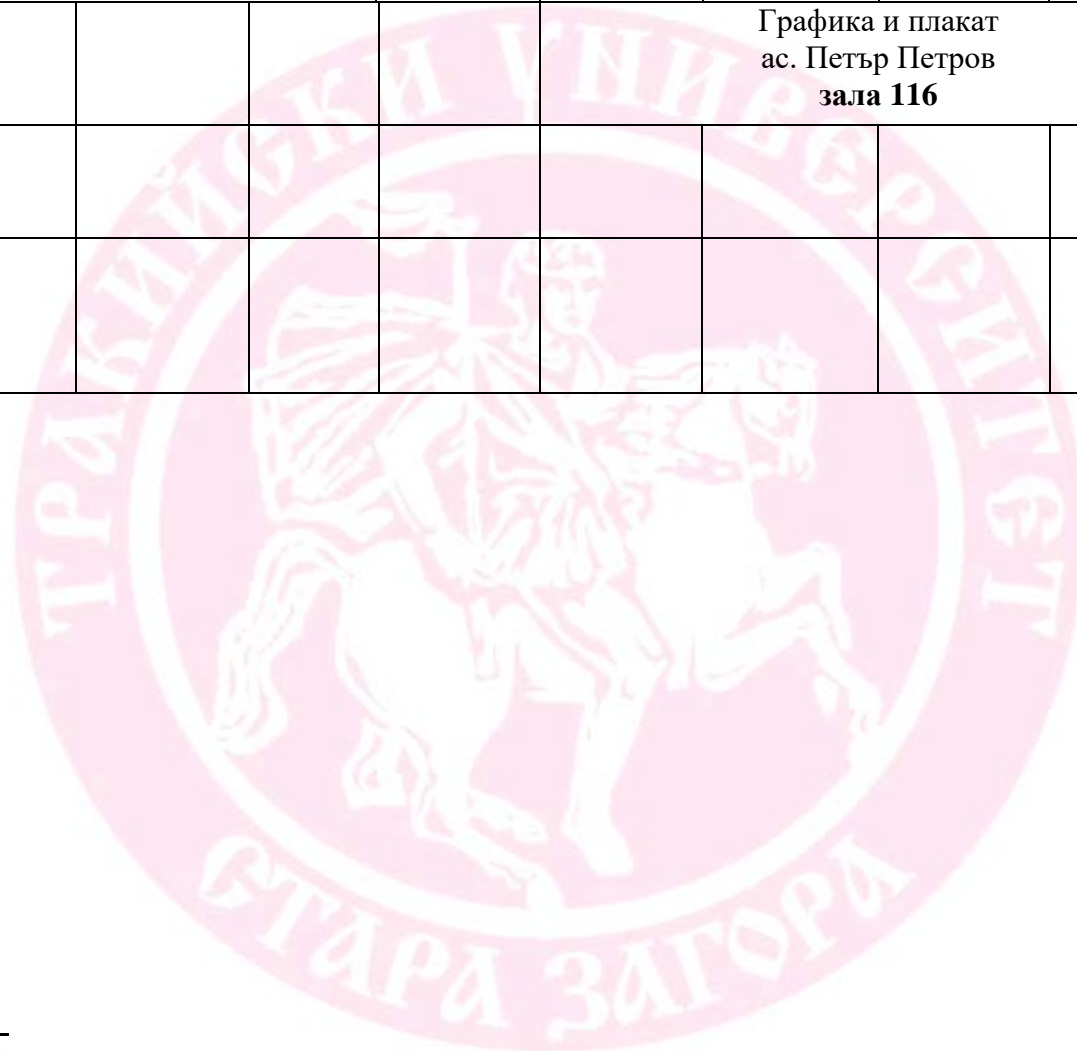 Графика и плакат
ас. Петър Петров
зала 116
ТРАКИЙСКИ УНИВЕРСИТЕТ
СТАРА ЗАГОРА